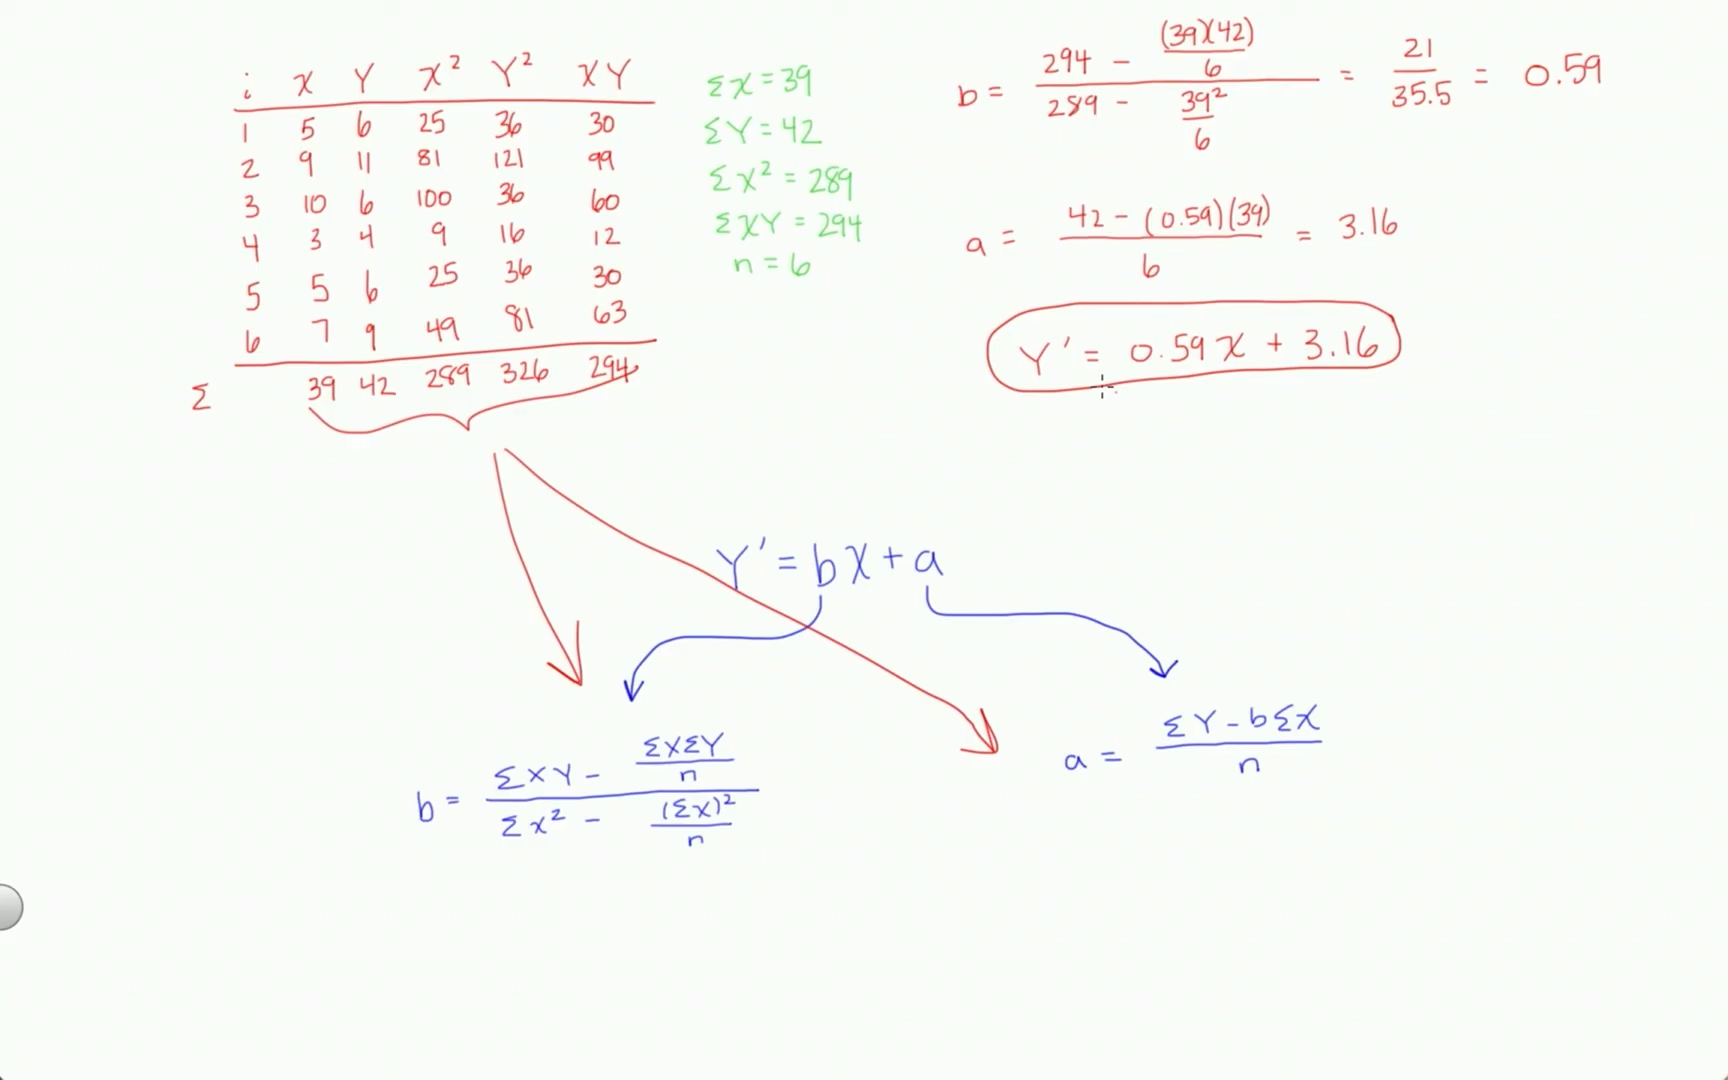 i X Y X² Y² XY
1 5 6 25 36 30
2 9 11 81 121 99
3 10 6 100 36 60
4 3 4 9 16 12
5 5 6 25 36 30
6 7 9 49 81 63
Σ 39 42 289 326 294
ΣX = 39
ΣY = 42
ΣX² = 289
ΣXY = 294
n = 6
b = (294 - (39)(42)/6) / (289 - 39²/6) = 21/35.5 = 0.59
a = (42 - (0.59)(39)) / 6 = 3.16
Y' = 0.59X + 3.16
Y' = bX + a
b = (ΣXY - ΣXΣY/n) / (ΣX² - (ΣX)²/n)
a = (ΣY - bΣX) / n